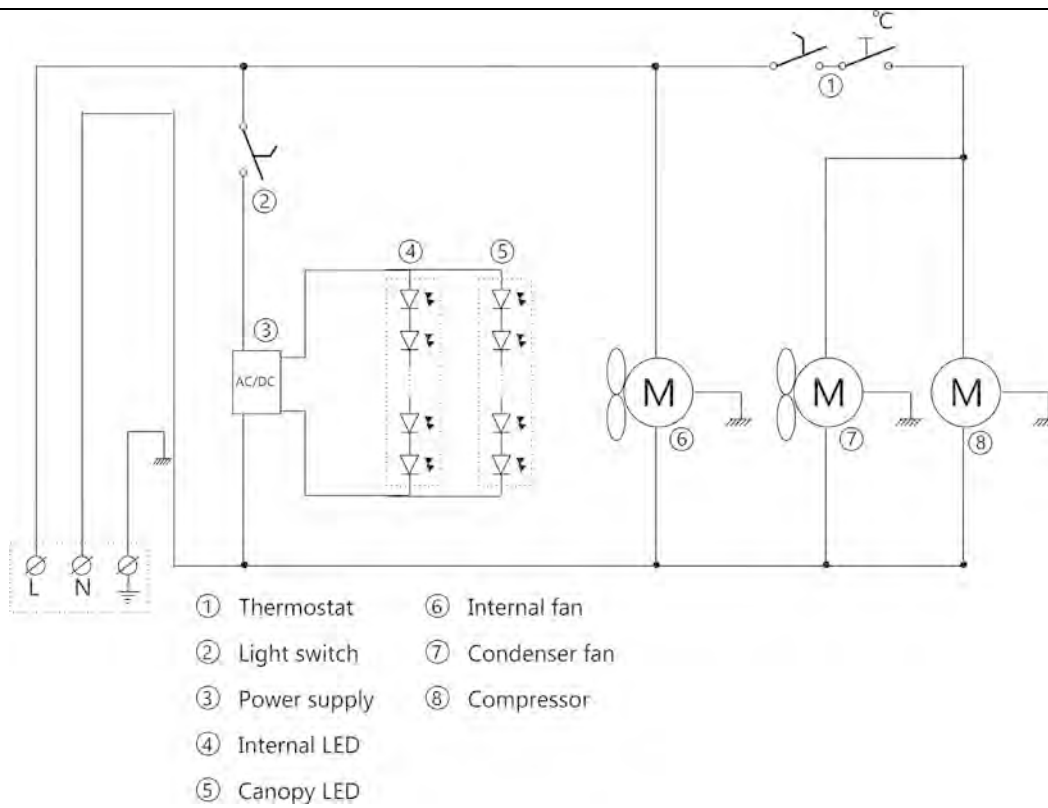 °C
①
②
④ ⑤
③
AC/DC
M M M
⑥ ⑦ ⑧
L N
① Thermostat ⑥ Internal fan
② Light switch ⑦ Condenser fan
③ Power supply ⑧ Compressor
④ Internal LED
⑤ Canopy LED